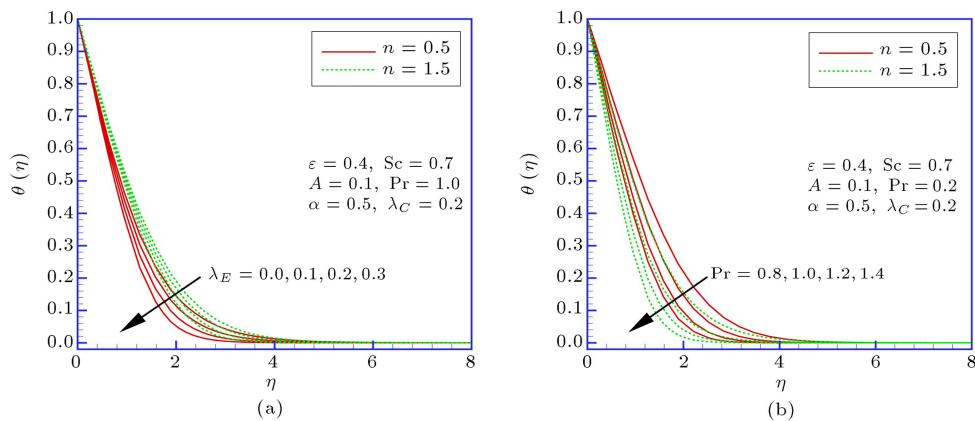 1.0
0.9
0.8
0.7
0.6
0.5
0.4
0.3
0.2
0.1
0.0
θ (η)
n = 0.5
n = 1.5
ε = 0.4, Sc = 0.7
A = 0.1, Pr = 1.0
α = 0.5, λ_C = 0.2
λ_E = 0.0, 0.1, 0.2, 0.3
0 2 4 6 8
η
(a)
1.0
0.9
0.8
0.7
0.6
0.5
0.4
0.3
0.2
0.1
0.0
θ (η)
n = 0.5
n = 1.5
ε = 0.4, Sc = 0.7
A = 0.1, Pr = 0.2
α = 0.5, λ_C = 0.2
Pr = 0.8, 1.0, 1.2, 1.4
0 2 4 6 8
η
(b)